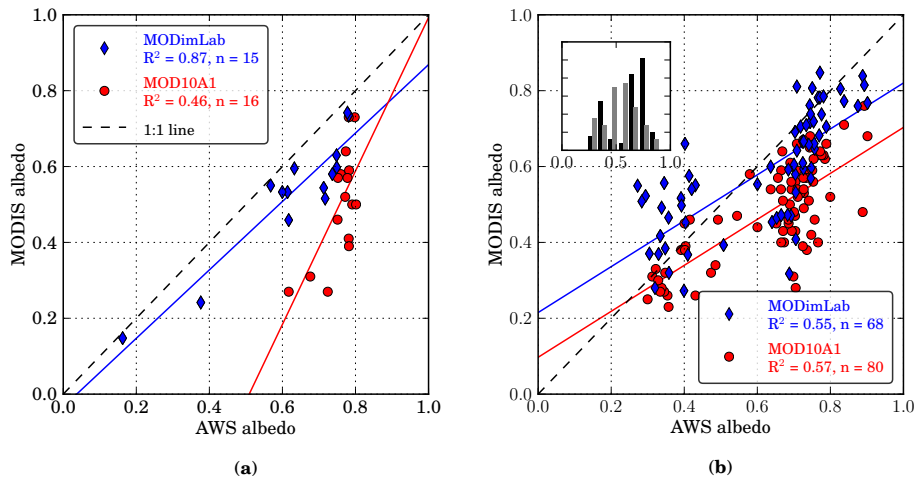 1.0
0.8
0.6
0.4
0.2
0.0
MODIS albedo
MODimLab
R² = 0.87, n = 15
MOD10A1
R² = 0.46, n = 16
1:1 line
0.0 0.2 0.4 0.6 0.8 1.0
AWS albedo
(a)
1.0
0.8
0.6
0.4
0.2
0.0
MODIS albedo
0.0 0.5 1.0
MODimLab
R² = 0.55, n = 68
MOD10A1
R² = 0.57, n = 80
0.0 0.2 0.4 0.6 0.8 1.0
AWS albedo
(b)